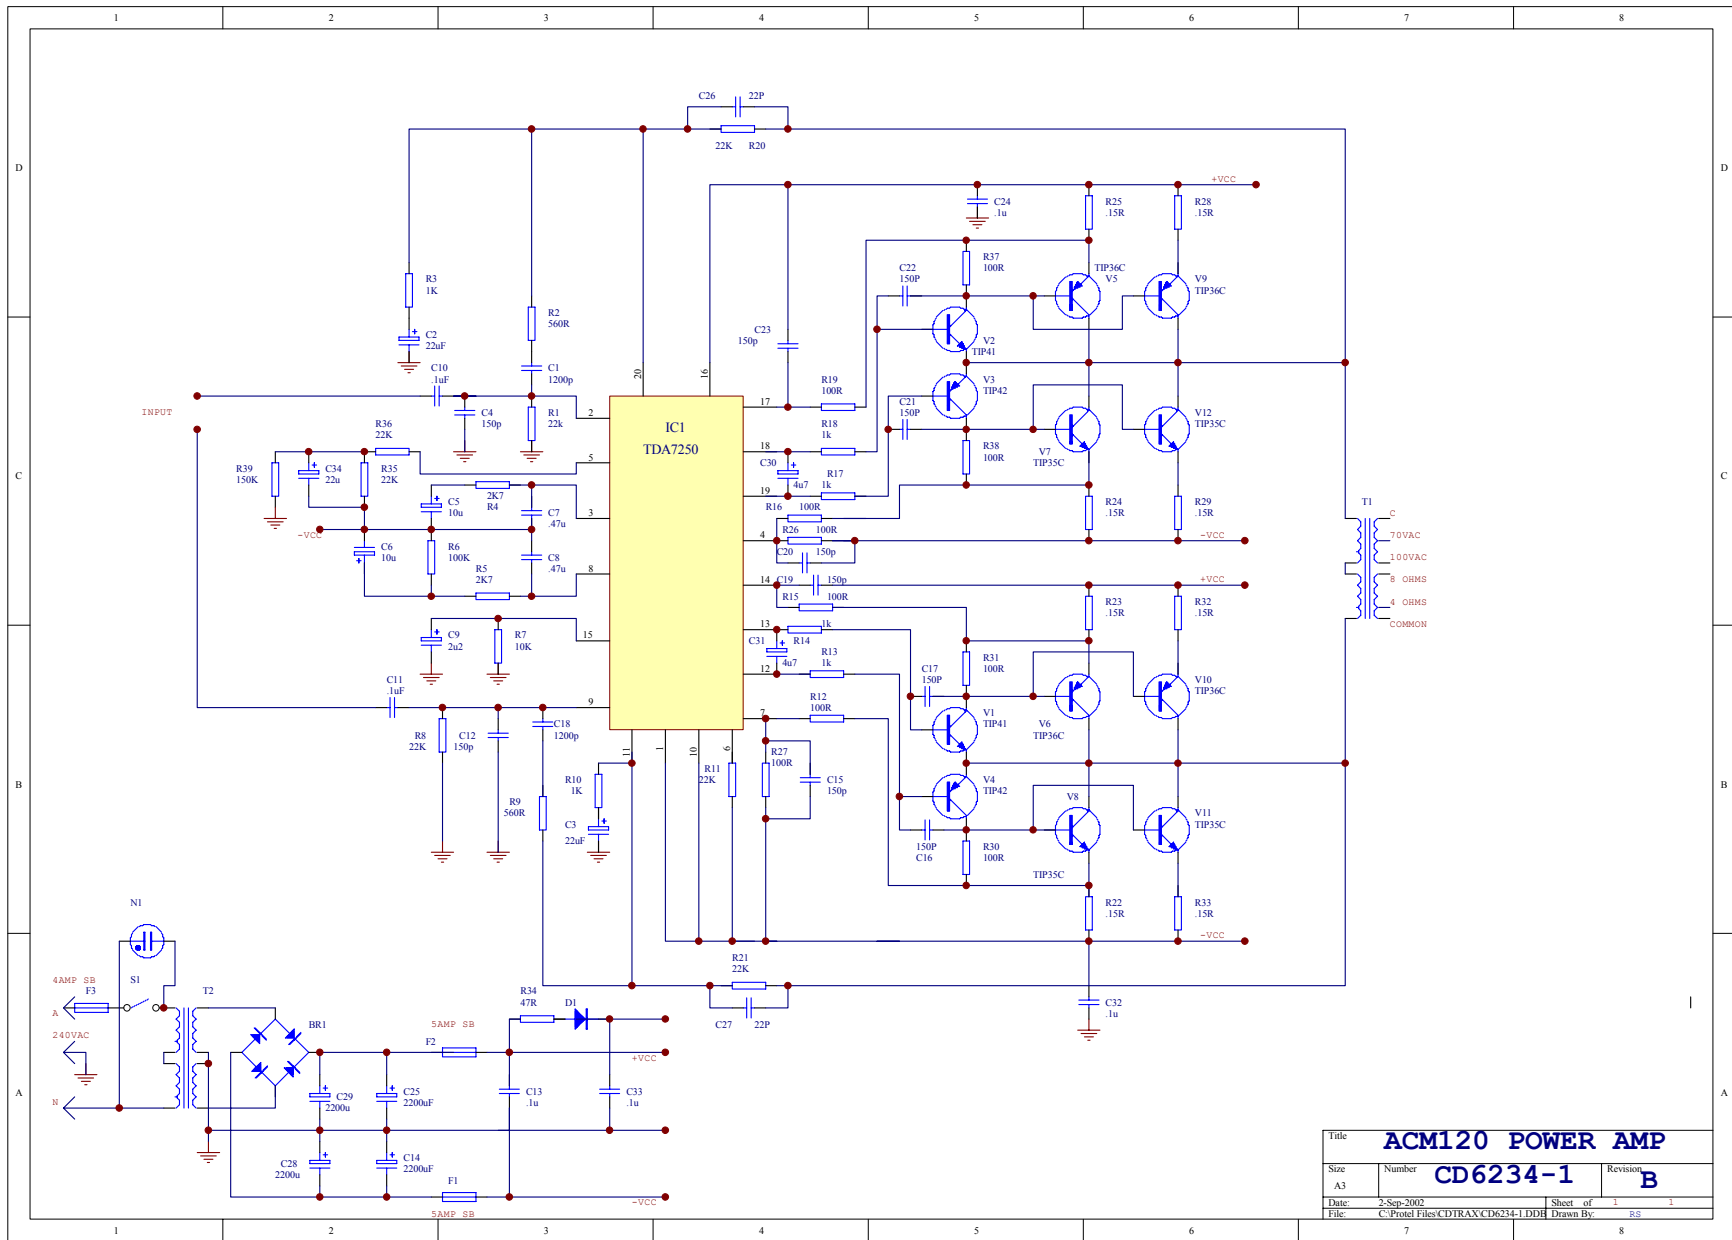 1 2 3 4 5 6 7 8
D
D
C
C
B
B
A
A
C26 22P
22K R20
+VCC
C24
.1u
R25
.15R
R28
.15R
R3
1K
C2
22uF
R2
560R
C10
.1uF
C1
1200p
C4
150p
R1
22k
INPUT
R36
22K
R39
150K
C34
22u
R35
22K
-VCC
C5
10u
2K7
R4
C7
.47u
C6
10u
R6
100K
R5
2K7
C8
.47u
C9
2u2
R7
10K
C11
.1uF
R8
22K
C12
150p
C18
1200p
R9
560R
R10
1K
C3
22uF
IC1
TDA7250
20
16
2
5
3
8
15
9
17
18
19
4
14
13
12
7
11
1
10
6
C23
150p
R19
100R
R18
1k
C30
4u7
R17
1k
R16 100R
R26 100R
C20 150p
C19 150p
R15 100R
1k
R14
C31
4u7
R13
1k
R12
100R
R11
22K
R27
100R
C15
150p
C22
150P
R37
100R
V2
TIP41
V3
TIP42
C21
150P
R38
100R
TIP36C
V5
V9
TIP36C
V7
TIP35C
V12
TIP35C
R24
.15R
R29
.15R
-VCC
+VCC
R23
.15R
R32
.15R
R31
100R
C17
150P
V1
TIP41
V4
TIP42
150P
C16
R30
100R
V6
TIP36C
V10
TIP36C
V8
TIP35C
V11
TIP35C
R22
.15R
R33
.15R
-VCC
C32
.1u
R21
22K
C27 22P
T1
C
70VAC
100VAC
8 OHMS
4 OHMS
COMMON
N1
4AMP SB
F3
S1
T2
A
240VAC
N
BR1
C29
2200u
C25
2200uF
C28
2200u
C14
2200uF
5AMP SB
F2
F1
5AMP SB
R34
47R
D1
C13
.1u
C33
.1u
+VCC
-VCC
Title ACM120 POWER AMP
Size A3
Number CD6234-1
Revision B
Date: 2-Sep-2002 Sheet of 1 1
File: C:\Protel Files\CDTRAX\CD6234-1.DDB Drawn By: RS
1 2 3 4 5 6 7 8